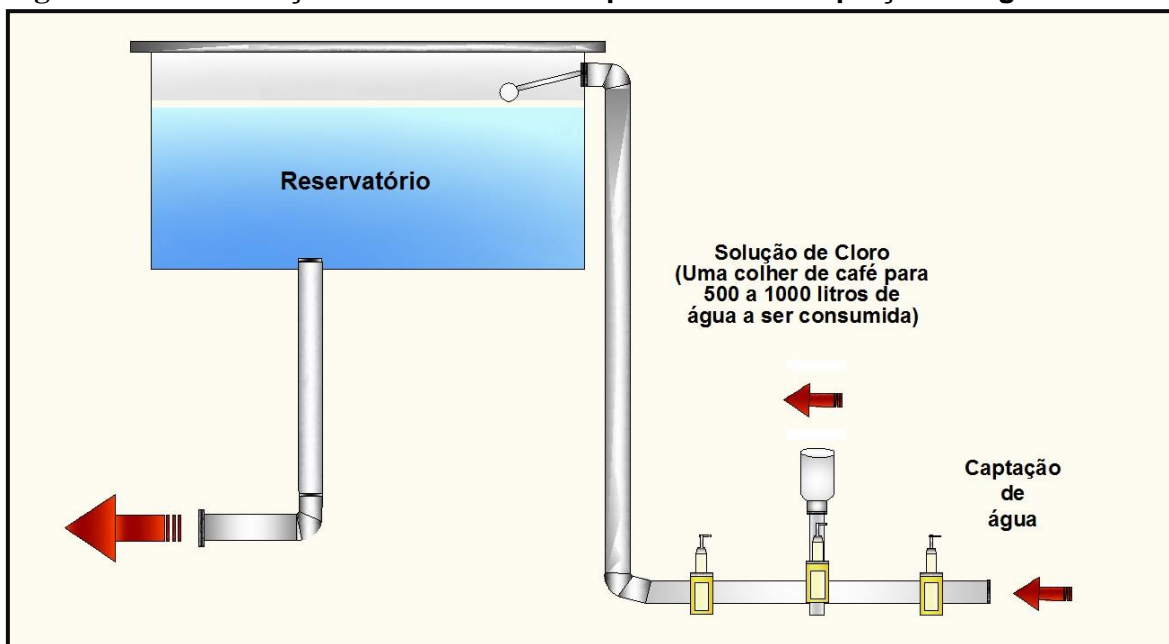 Reservatório
Solução de Cloro
(Uma colher de café para
500 a 1000 litros de
água a ser consumida)
Captação
de
água